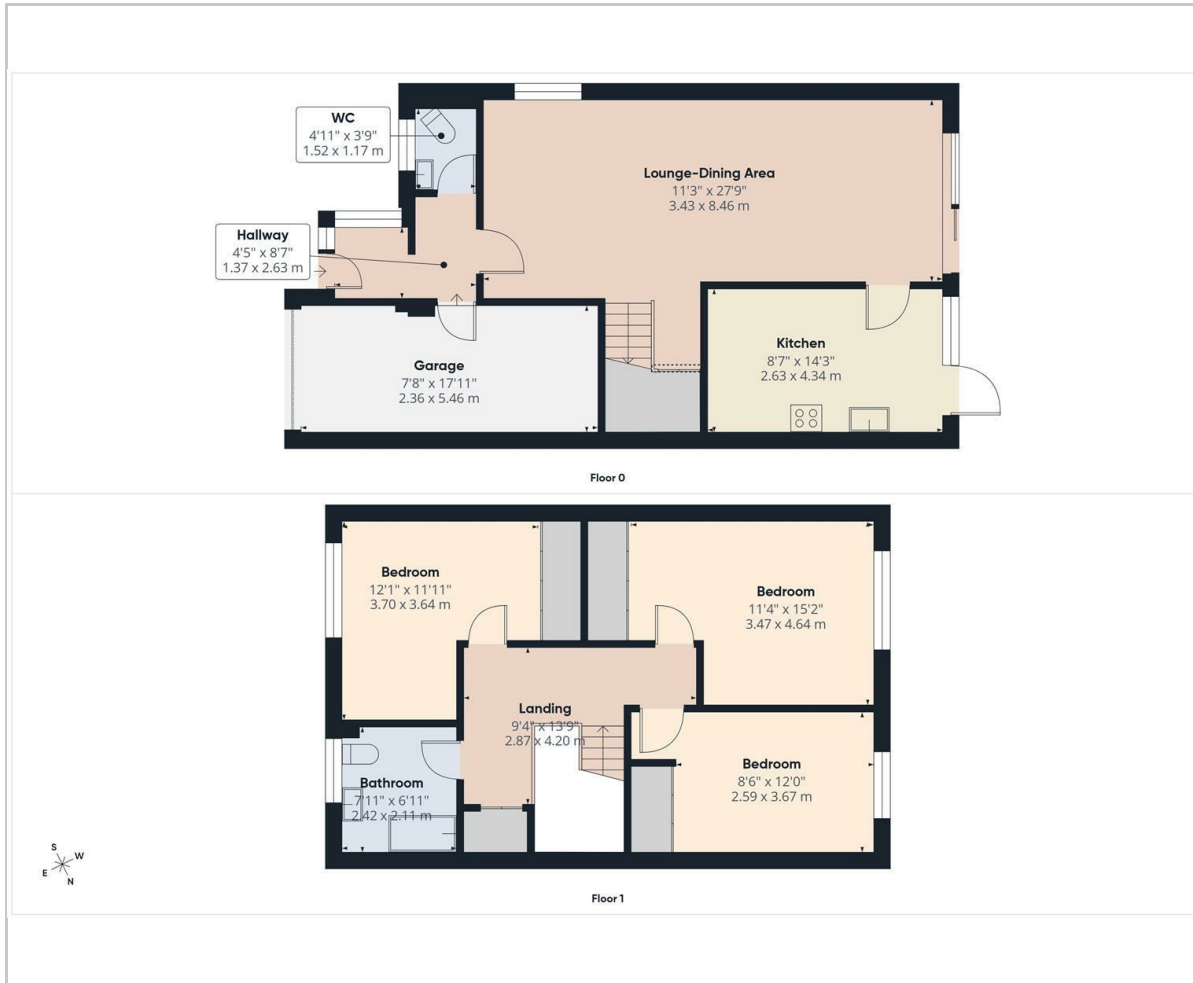 WC
4'11" x 3'9"
1.52 x 1.17 m
Hallway
4'5" x 8'7"
1.37 x 2.63 m
Lounge-Dining Area
11'3" x 27'9"
3.43 x 8.46 m
Garage
7'8" x 17'11"
2.36 x 5.46 m
Kitchen
8'7" x 14'3"
2.63 x 4.34 m
Floor 0
Bedroom
12'1" x 11'11"
3.70 x 3.64 m
Bedroom
11'4" x 15'2"
3.47 x 4.64 m
Landing
9'4" x 13'9"
2.87 x 4.20 m
Bathroom
7'11" x 6'11"
2.42 x 2.11 m
Bedroom
8'6" x 12'0"
2.59 x 3.67 m
S
W
E
N
Floor 1